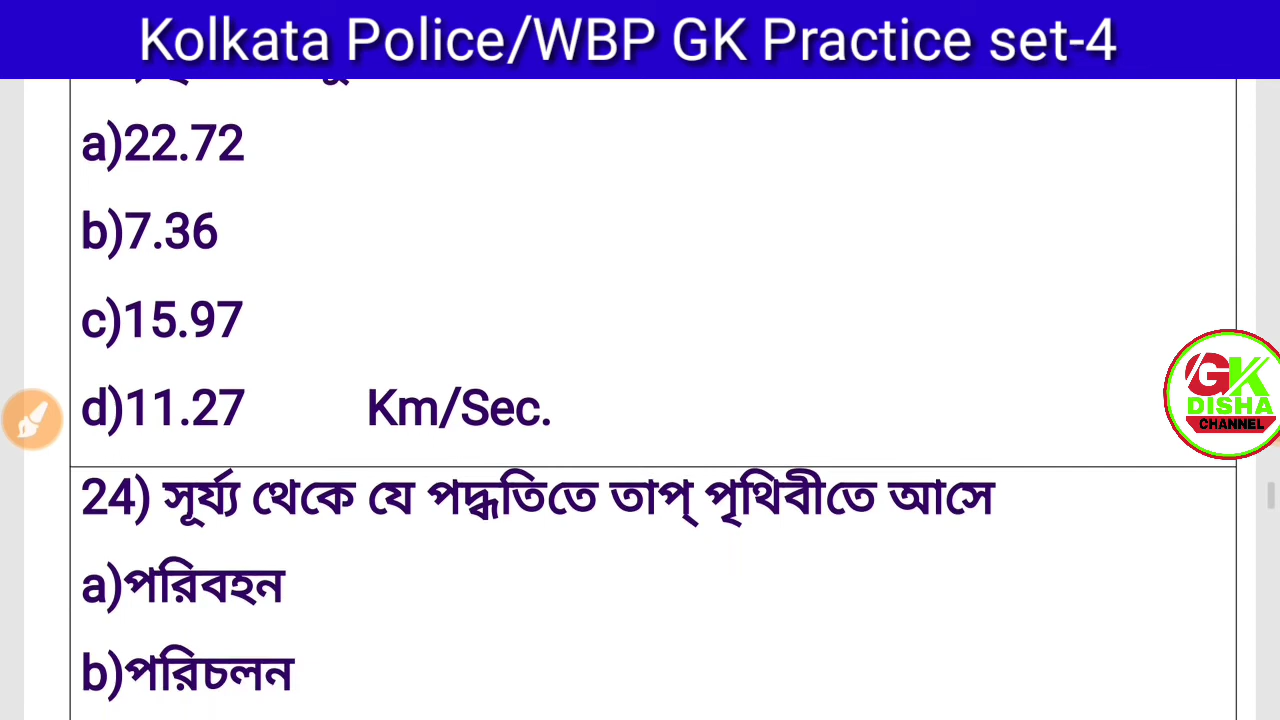 Kolkata Police/WBP GK Practice set-4
a)22.72
b)7.36
c)15.97
d)11.27 Km/Sec.
GK
DISHA
CHANNEL
24) সূর্য্য থেকে যে পদ্ধতিতে তাপ্ পৃথিবীতে আসে
a)পরিবহন
b)পরিচলন